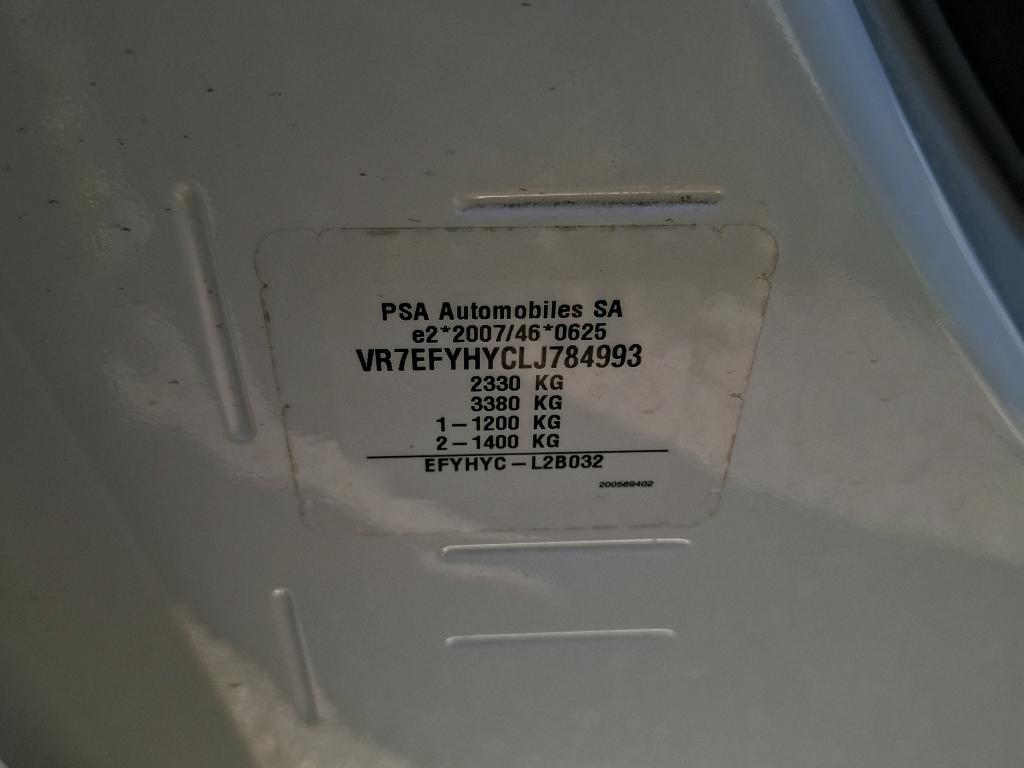 PSA Automobiles SA
e2*2007/46*0625
VR7EFYHYCLJ784993
2330 KG
3380 KG
1-1200 KG
2-1400 KG
EFYHYC-L2B032
200589402